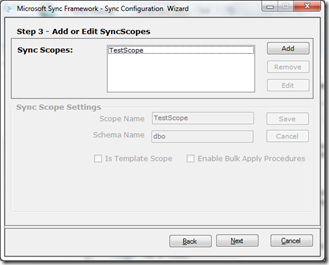 Microsoft Sync Framework - Sync Configuration Wizard
Step 3 - Add or Edit SyncScopes
Sync Scopes:
TestScope
Add
Remove
Edit
Sync Scope Settings
Scope Name
TestScope
Save
Schema Name
dbo
Cancel
Is Template Scope
Enable Bulk Apply Procedures
Back
Next
Cancel